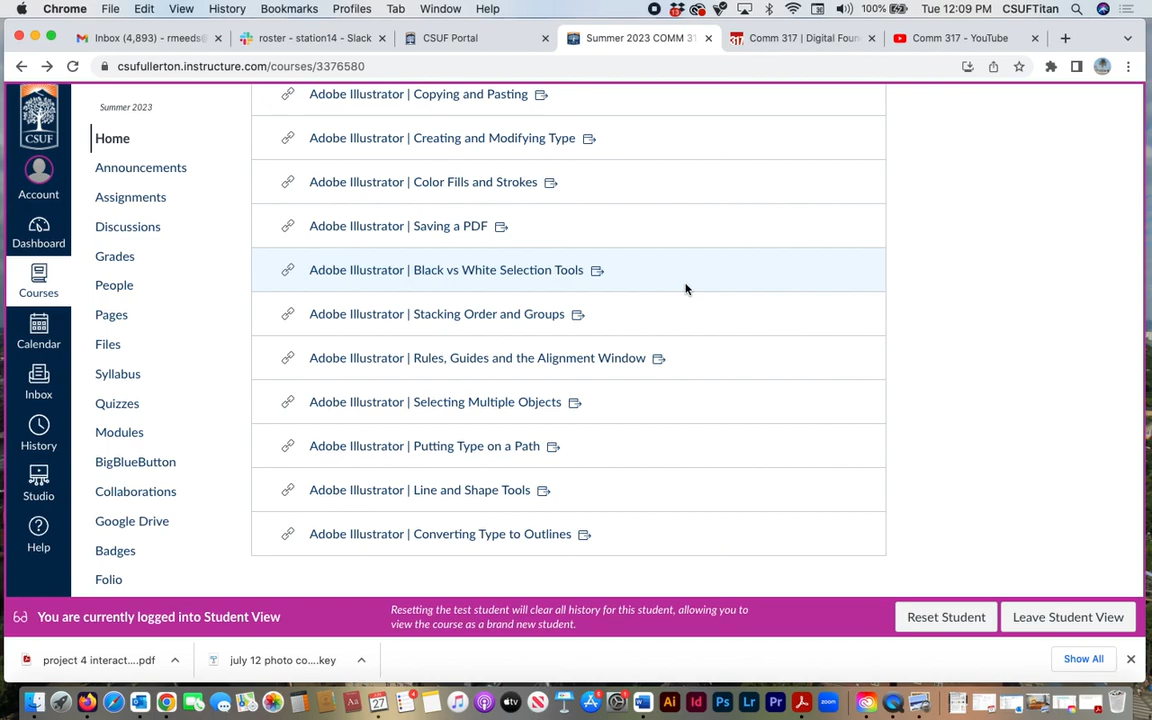 Chrome File Edit View History Bookmarks Profiles Tab Window Help 100% Tue 12:09 PM CSUFTitan
Inbox (4,893) - rmeeds@ roster - station14 - Slack CSUF Portal Summer 2023 COMM 31 Comm 317 | Digital Foun Comm 317 - YouTube
csufullerton.instructure.com/courses/3376580
CSUF
Account
Dashboard
Courses
Calendar
Inbox
History
Studio
Help
Summer 2023
Home
Announcements
Assignments
Discussions
Grades
People
Pages
Files
Syllabus
Quizzes
Modules
BigBlueButton
Collaborations
Google Drive
Badges
Folio
Adobe Illustrator | Copying and Pasting
Adobe Illustrator | Creating and Modifying Type
Adobe Illustrator | Color Fills and Strokes
Adobe Illustrator | Saving a PDF
Adobe Illustrator | Black vs White Selection Tools
Adobe Illustrator | Stacking Order and Groups
Adobe Illustrator | Rules, Guides and the Alignment Window
Adobe Illustrator | Selecting Multiple Objects
Adobe Illustrator | Putting Type on a Path
Adobe Illustrator | Line and Shape Tools
Adobe Illustrator | Converting Type to Outlines
You are currently logged into Student View
Resetting the test student will clear all history for this student, allowing you to
view the course as a brand new student.
Reset Student
Leave Student View
project 4 interact....pdf
july 12 photo co....key
Show All
27
Aa
Ai
Id
Ps
Lr
Pr
zoom